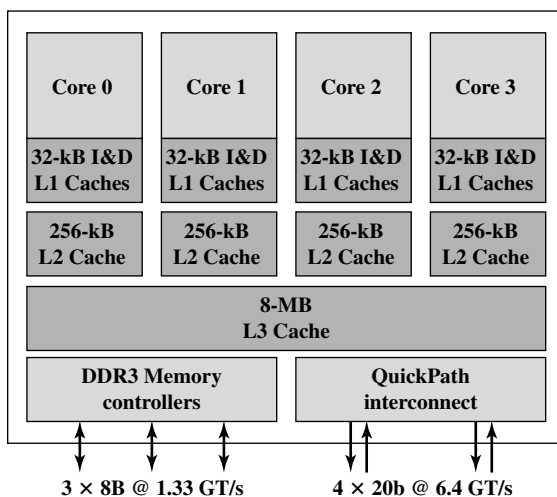 Core 0
Core 1
Core 2
Core 3
32-kB I&D
L1 Caches
32-kB I&D
L1 Caches
32-kB I&D
L1 Caches
32-kB I&D
L1 Caches
256-kB
L2 Cache
256-kB
L2 Cache
256-kB
L2 Cache
256-kB
L2 Cache
8-MB
L3 Cache
DDR3 Memory
controllers
QuickPath
interconnect
3 × 8B @ 1.33 GT/s
4 × 20b @ 6.4 GT/s